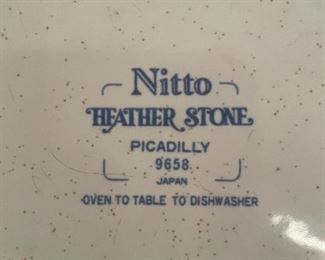 Nitto
HEATHER STONE
PICADILLY
9658
JAPAN
OVEN TO TABLE TO DISHWASHER